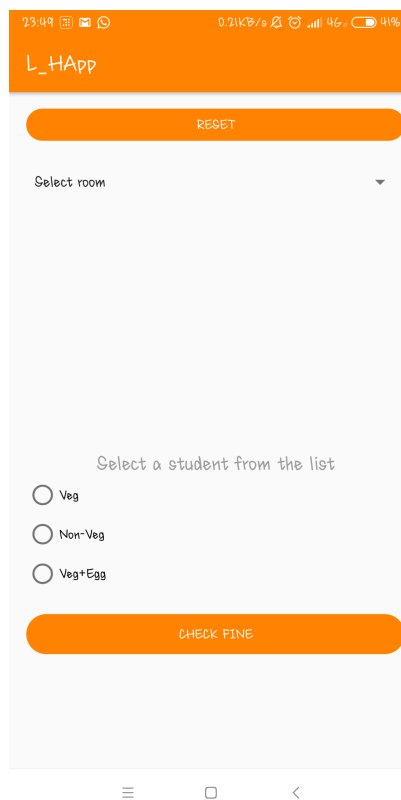 23:49 0.21KB/s 4G 41%
L_HApp
RESET
Select room
Select a student from the list
Veg
Non-Veg
Veg+Egg
CHECK FINE